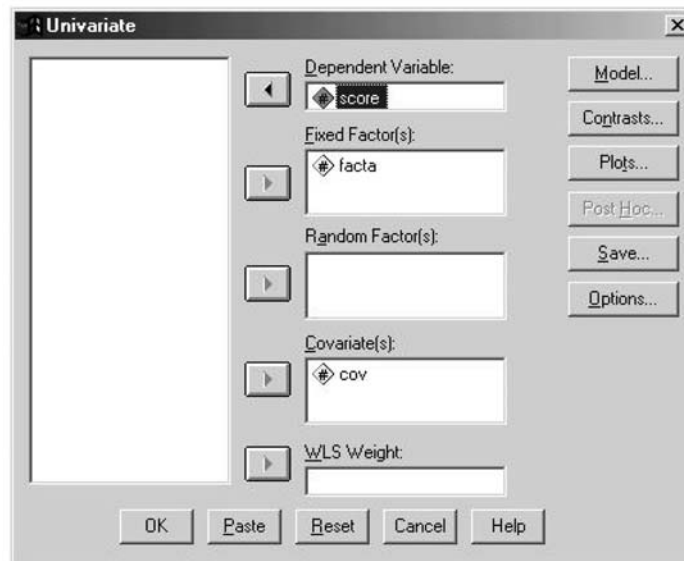 Univariate
Dependent Variable:
score
Fixed Factor(s):
facta
Random Factor(s):
Covariate(s):
cov
WLS Weight:
Model...
Contrasts...
Plots...
Post Hoc...
Save...
Options...
OK Paste Reset Cancel Help